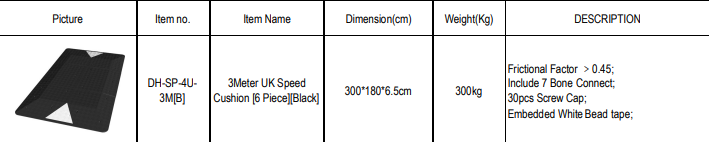 Picture
Item no.
Item Name
Dimension(cm)
Weight(Kg)
DESCRIPTION
DH-SP-4U-
3M[B]
3Meter UK Speed
Cushion [6 Piece][Black]
300*180*6.5cm
300kg
Frictional Factor ﹥0.45;
Include 7 Bone Connect;
30pcs Screw Cap;
Embedded White Bead tape;